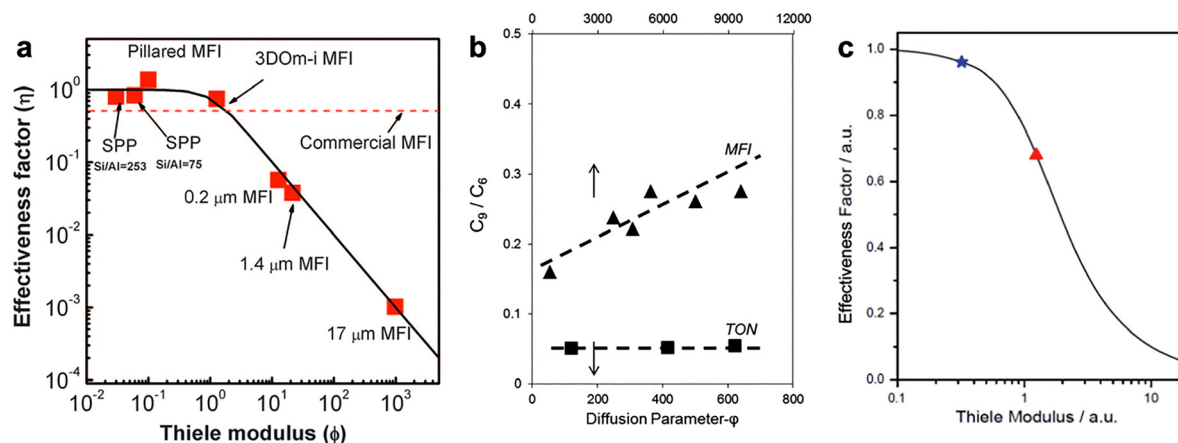 a
Effectiveness factor (η)
10^1
10^0
10^-1
10^-2
10^-3
10^-4
Pillared MFI
3DOm-i MFI
SPP
Si/Al=253
SPP
Si/Al=75
Commercial MFI
0.2 μm MFI
1.4 μm MFI
17 μm MFI
10^-2 10^-1 10^0 10^1 10^2 10^3
Thiele modulus (ϕ)
b
0 3000 6000 9000 12000
C9 / C6
0.5
0.4
0.3
0.2
0.1
0
MFI
TON
0 200 400 600 800
Diffusion Parameter-φ
c
Effectiveness Factor / a.u.
1.0
0.8
0.6
0.4
0.2
0.0
0.1 1 10
Thiele Modulus / a.u.